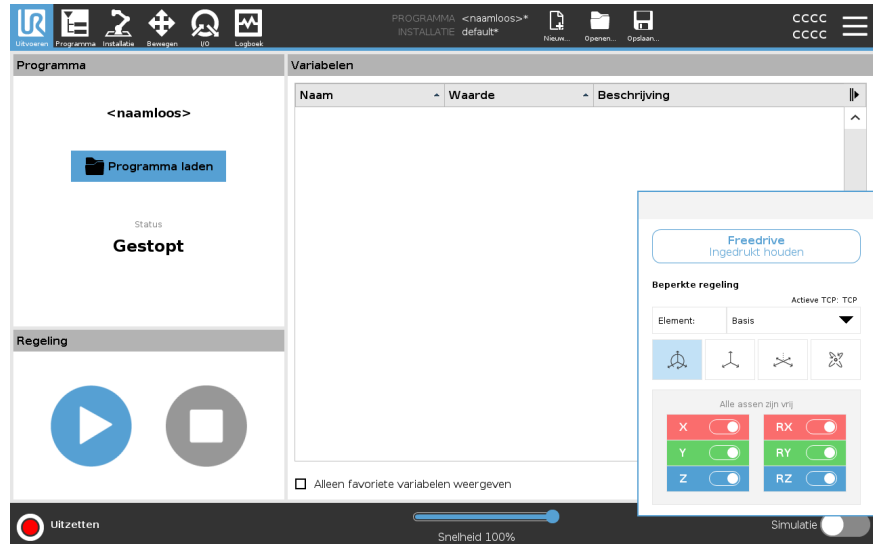 UR
PROGRAMMA <naamloos>*
INSTALLATIE default*
cccc
cccc
Uitvoeren Programma Installatie Bewegen I/O Logboek
Nieuw... Openen... Opslaan...
Programma
Variabelen
Naam Waarde Beschrijving
<naamloos>
Programma laden
Status
Gestopt
Freedrive
Ingedrukt houden
Beperkte regeling
Actieve TCP: TCP
Element: Basis
Alle assen zijn vrij
X RX
Y RY
Z RZ
Regeling
Alleen favoriete variabelen weergeven
Uitzetten
Snelheid 100%
Simulatie